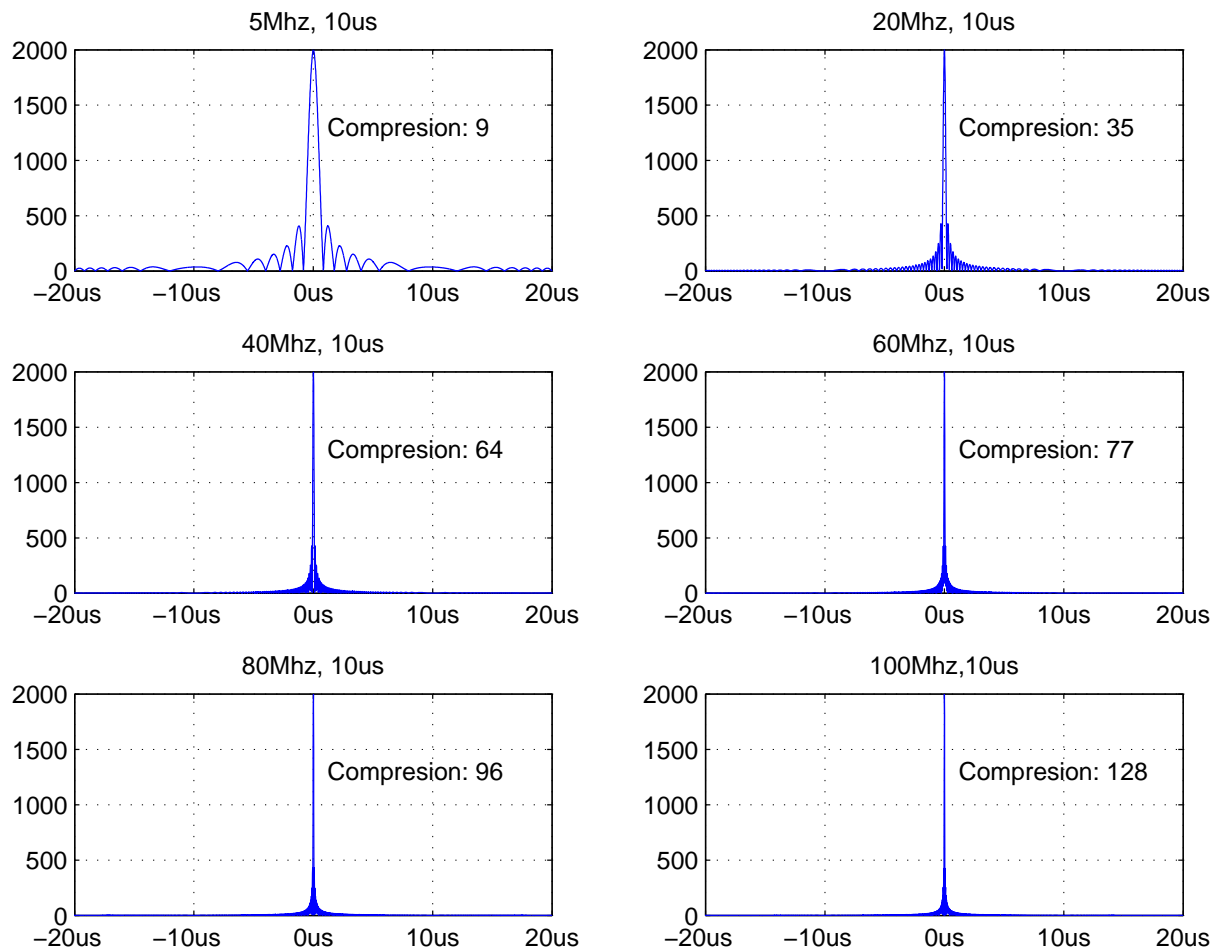 5Mhz, 10us
2000
1500
1000
500
0
Compresion: 9
−20us −10us 0us 10us 20us
20Mhz, 10us
2000
1500
1000
500
0
Compresion: 35
−20us −10us 0us 10us 20us
40Mhz, 10us
2000
1500
1000
500
0
Compresion: 64
−20us −10us 0us 10us 20us
60Mhz, 10us
2000
1500
1000
500
0
Compresion: 77
−20us −10us 0us 10us 20us
80Mhz, 10us
2000
1500
1000
500
0
Compresion: 96
−20us −10us 0us 10us 20us
100Mhz,10us
2000
1500
1000
500
0
Compresion: 128
−20us −10us 0us 10us 20us